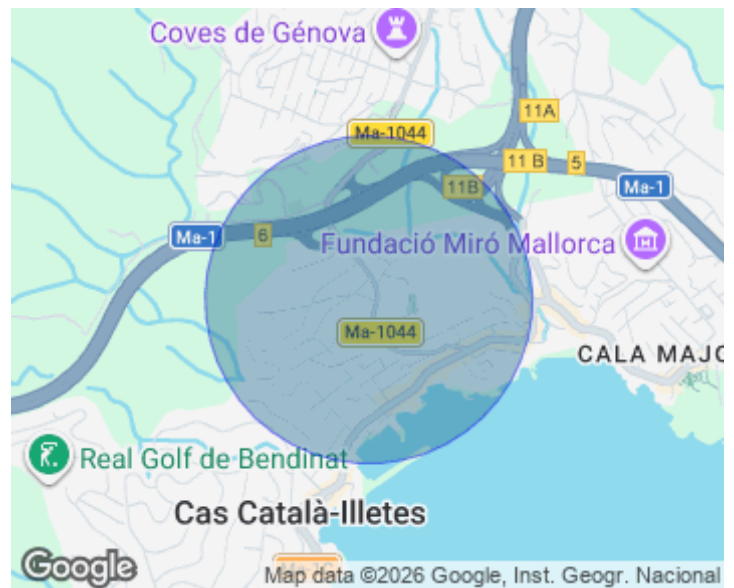 Coves de Génova
11A
Ma-1044
11 B
5
11B
Ma-1
Ma-1
6
Fundació Miró Mallorca
Ma-1044
CALA MAJO
Real Golf de Bendinat
Cas Català-Illetes
Google
Map data ©2026 Google, Inst. Geogr. Nacional